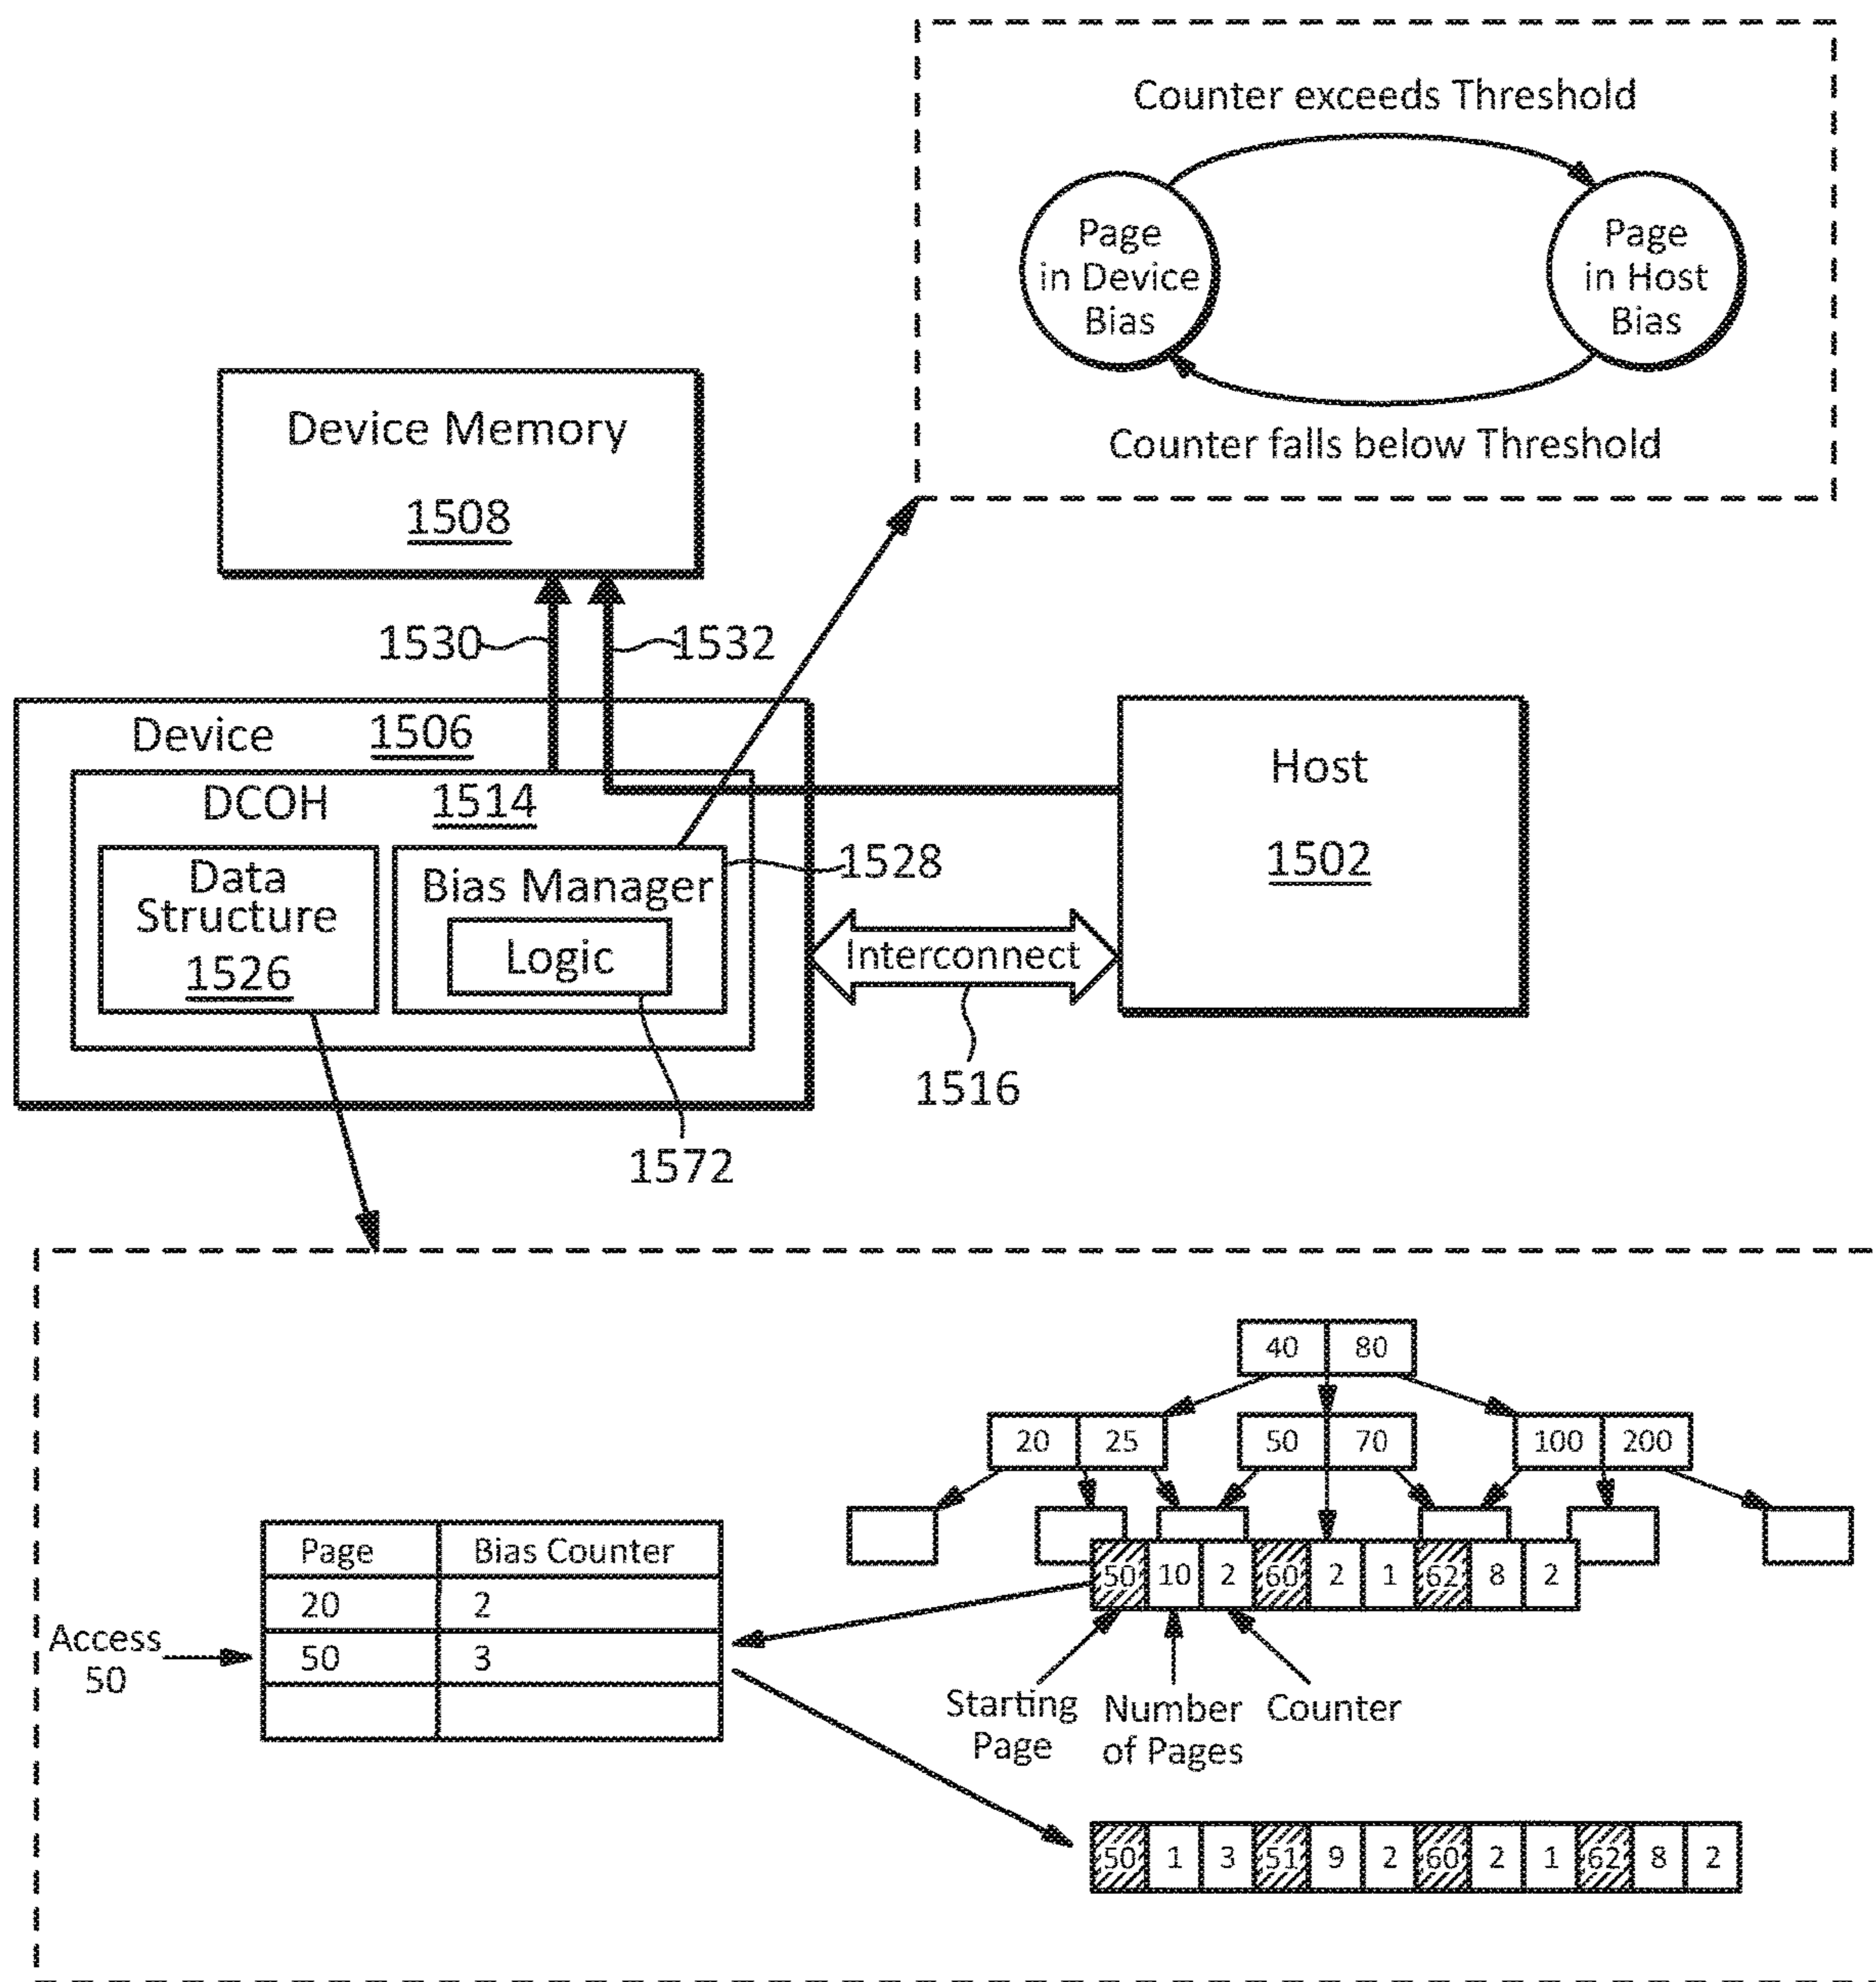 Counter exceeds Threshold
Page
in Device
Bias
Page
in Host
Bias
Counter falls below Threshold
Device Memory
1508
1530
1532
Device 1506
DCOH 1514
Data
Structure
1526
Bias Manager
Logic
1528
Host
1502
Interconnect
1516
1572
40 80
20 25
50 70
100 200
50 10 2 60 2 1 62 8 2
Starting
Page
Number
of Pages
Counter
Page Bias Counter
20 2
50 3
Access
50
50 1 3 51 9 2 60 2 1 62 8 2